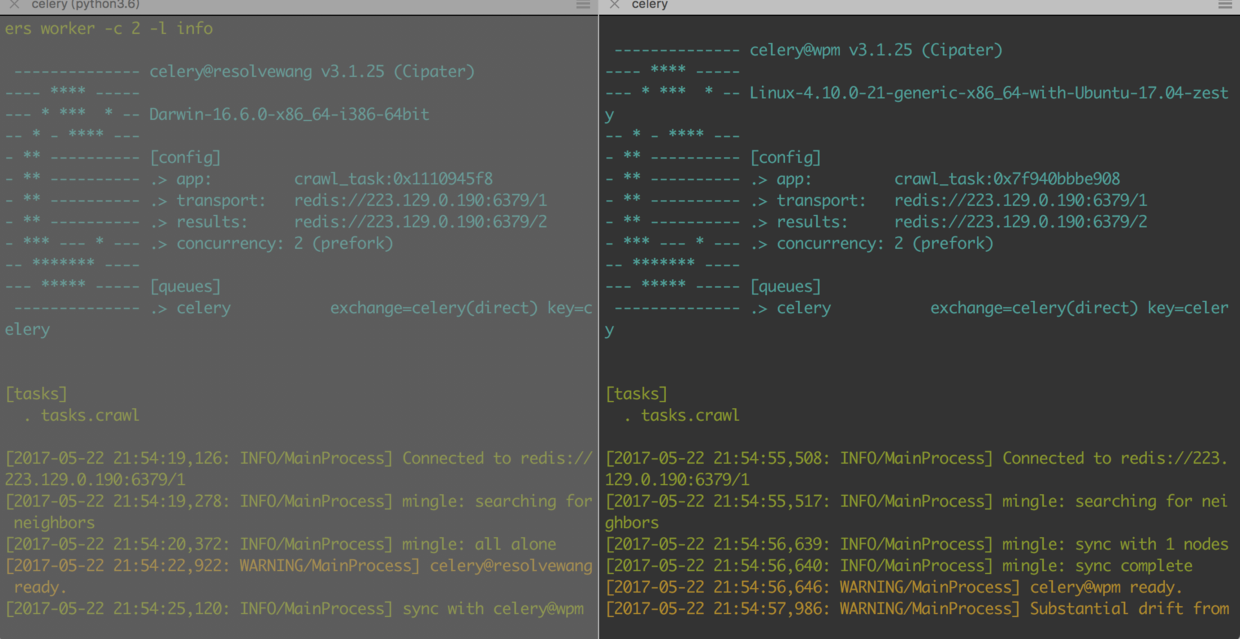 celery (python3.6)
ers worker -c 2 -l info
 -------------- celery@resolvewang v3.1.25 (Cipater)
---- **** -----
--- * ***  * -- Darwin-16.6.0-x86_64-i386-64bit
-- * - **** ---
- ** ---------- [config]
- ** ---------- .> app:         crawl_task:0x1110945f8
- ** ---------- .> transport:   redis://223.129.0.190:6379/1
- ** ---------- .> results:     redis://223.129.0.190:6379/2
- *** --- * --- .> concurrency: 2 (prefork)
-- ******* ----
--- ***** ----- [queues]
 -------------- .> celery           exchange=celery(direct) key=c
elery
[tasks]
  . tasks.crawl
[2017-05-22 21:54:19,126: INFO/MainProcess] Connected to redis://
223.129.0.190:6379/1
[2017-05-22 21:54:19,278: INFO/MainProcess] mingle: searching for
 neighbors
[2017-05-22 21:54:20,372: INFO/MainProcess] mingle: all alone
[2017-05-22 21:54:22,922: WARNING/MainProcess] celery@resolvewang
 ready.
[2017-05-22 21:54:25,120: INFO/MainProcess] sync with celery@wpm
celery
 -------------- celery@wpm v3.1.25 (Cipater)
---- **** -----
--- * ***  * -- Linux-4.10.0-21-generic-x86_64-with-Ubuntu-17.04-zest
y
-- * - **** ---
- ** ---------- [config]
- ** ---------- .> app:         crawl_task:0x7f940bbbe908
- ** ---------- .> transport:   redis://223.129.0.190:6379/1
- ** ---------- .> results:     redis://223.129.0.190:6379/2
- *** --- * --- .> concurrency: 2 (prefork)
-- ******* ----
--- ***** ----- [queues]
 -------------- .> celery           exchange=celery(direct) key=celer
y
[tasks]
  . tasks.crawl
[2017-05-22 21:54:55,508: INFO/MainProcess] Connected to redis://223.
129.0.190:6379/1
[2017-05-22 21:54:55,517: INFO/MainProcess] mingle: searching for nei
ghbors
[2017-05-22 21:54:56,639: INFO/MainProcess] mingle: sync with 1 nodes
[2017-05-22 21:54:56,640: INFO/MainProcess] mingle: sync complete
[2017-05-22 21:54:56,646: WARNING/MainProcess] celery@wpm ready.
[2017-05-22 21:54:57,986: WARNING/MainProcess] Substantial drift from